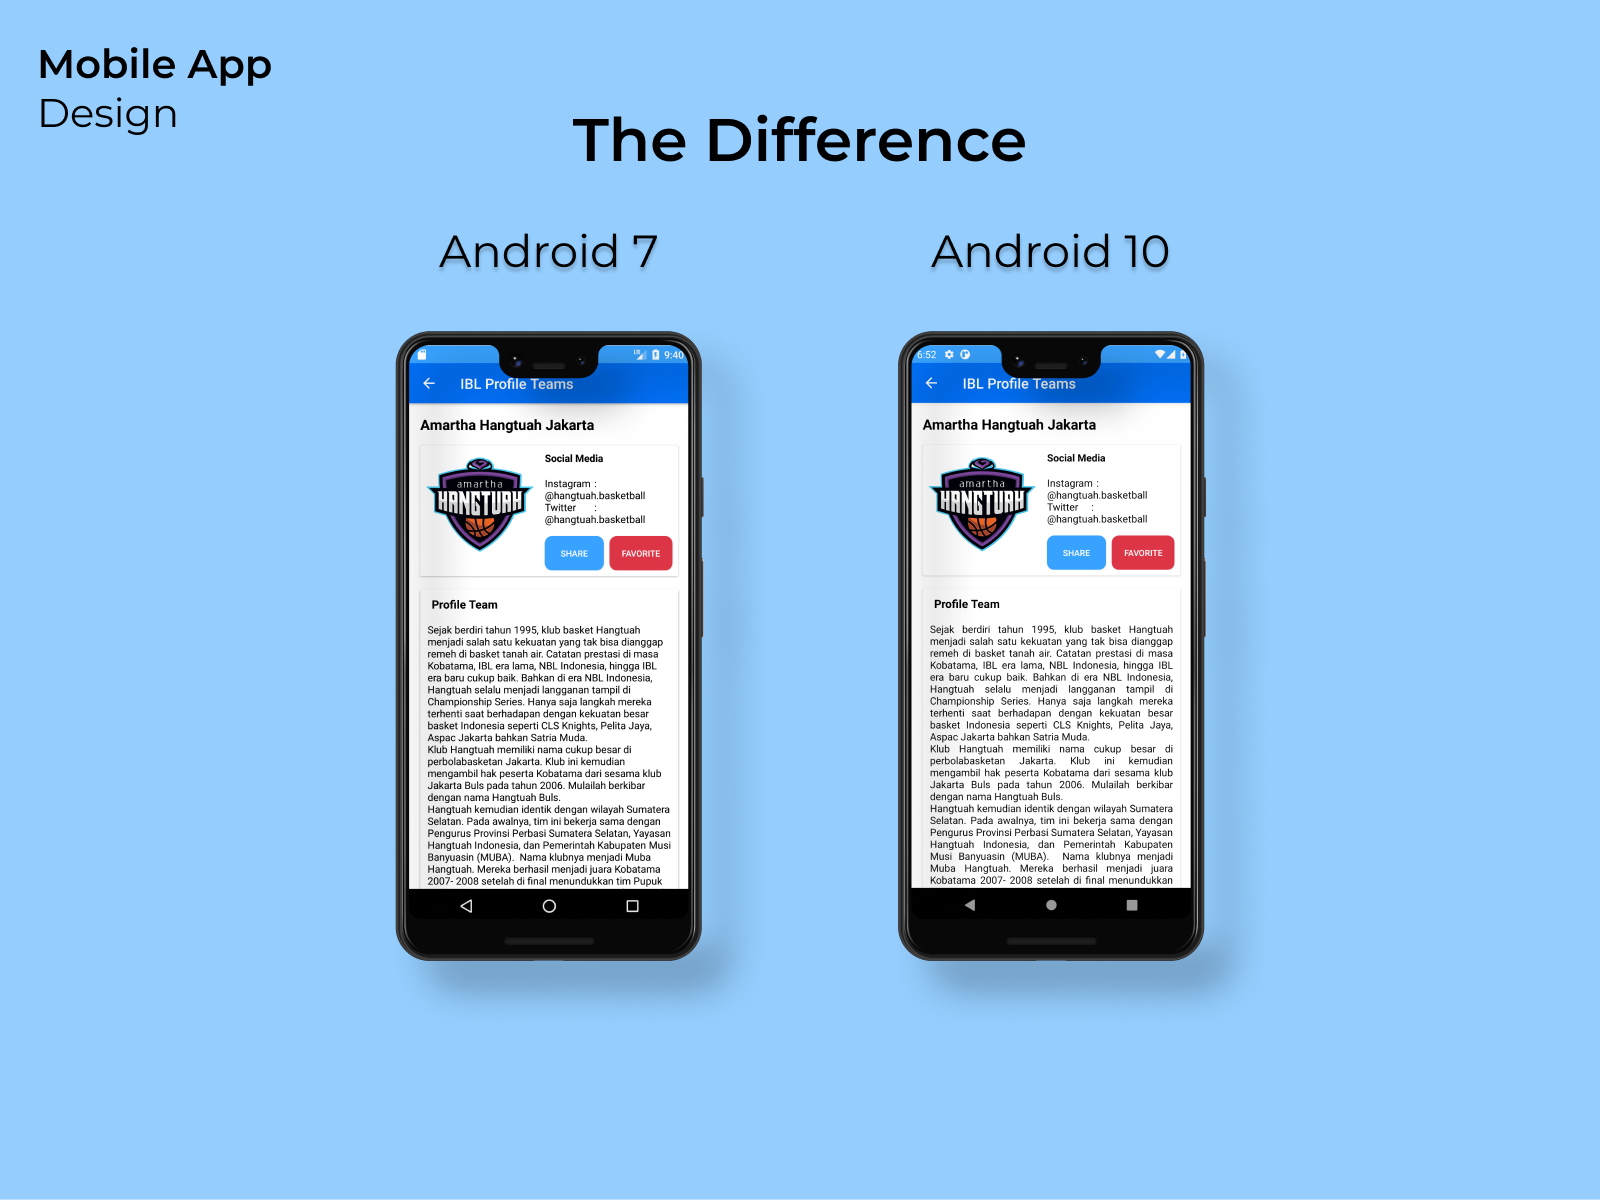 Mobile App
Design
The Difference
Android 7
Android 10
LTE
9:40
IBL Profile Teams
Amartha Hangtuah Jakarta
amartha
HANGTUAH
Social Media
Instagram :
@hangtuah.basketball
Twitter :
@hangtuah.basketball
SHARE
FAVORITE
Profile Team
Sejak berdiri tahun 1995, klub basket Hangtuah
menjadi salah satu kekuatan yang tak bisa dianggap
remeh di basket tanah air. Catatan prestasi di masa
Kobatama, IBL era lama, NBL Indonesia, hingga IBL
era baru cukup baik. Bahkan di era NBL Indonesia,
Hangtuah selalu menjadi langganan tampil di
Championship Series. Hanya saja langkah mereka
terhenti saat berhadapan dengan kekuatan besar
basket Indonesia seperti CLS Knights, Pelita Jaya,
Aspac Jakarta bahkan Satria Muda.
Klub Hangtuah memiliki nama cukup besar di
perbolabasketan Jakarta. Klub ini kemudian
mengambil hak peserta Kobatama dari sesama klub
Jakarta Buls pada tahun 2006. Mulailah berkibar
dengan nama Hangtuah Buls.
Hangtuah kemudian identik dengan wilayah Sumatera
Selatan. Pada awalnya, tim ini bekerja sama dengan
Pengurus Provinsi Perbasi Sumatera Selatan, Yayasan
Hangtuah Indonesia, dan Pemerintah Kabupaten Musi
Banyuasin (MUBA). Nama klubnya menjadi Muba
Hangtuah. Mereka berhasil menjadi juara Kobatama
2007- 2008 setelah di final menundukkan tim Pupuk
6:52
IBL Profile Teams
Amartha Hangtuah Jakarta
amartha
HANGTUAH
Social Media
Instagram :
@hangtuah.basketball
Twitter :
@hangtuah.basketball
SHARE
FAVORITE
Profile Team
Sejak berdiri tahun 1995, klub basket Hangtuah
menjadi salah satu kekuatan yang tak bisa dianggap
remeh di basket tanah air. Catatan prestasi di masa
Kobatama, IBL era lama, NBL Indonesia, hingga IBL
era baru cukup baik. Bahkan di era NBL Indonesia,
Hangtuah selalu menjadi langganan tampil di
Championship Series. Hanya saja langkah mereka
terhenti saat berhadapan dengan kekuatan besar
basket Indonesia seperti CLS Knights, Pelita Jaya,
Aspac Jakarta bahkan Satria Muda.
Klub Hangtuah memiliki nama cukup besar di
perbolabasketan Jakarta. Klub ini kemudian
mengambil hak peserta Kobatama dari sesama klub
Jakarta Buls pada tahun 2006. Mulailah berkibar
dengan nama Hangtuah Buls.
Hangtuah kemudian identik dengan wilayah Sumatera
Selatan. Pada awalnya, tim ini bekerja sama dengan
Pengurus Provinsi Perbasi Sumatera Selatan, Yayasan
Hangtuah Indonesia, dan Pemerintah Kabupaten
Musi Banyuasin (MUBA). Nama klubnya menjadi
Muba Hangtuah. Mereka berhasil menjadi juara
Kobatama 2007- 2008 setelah di final menundukkan